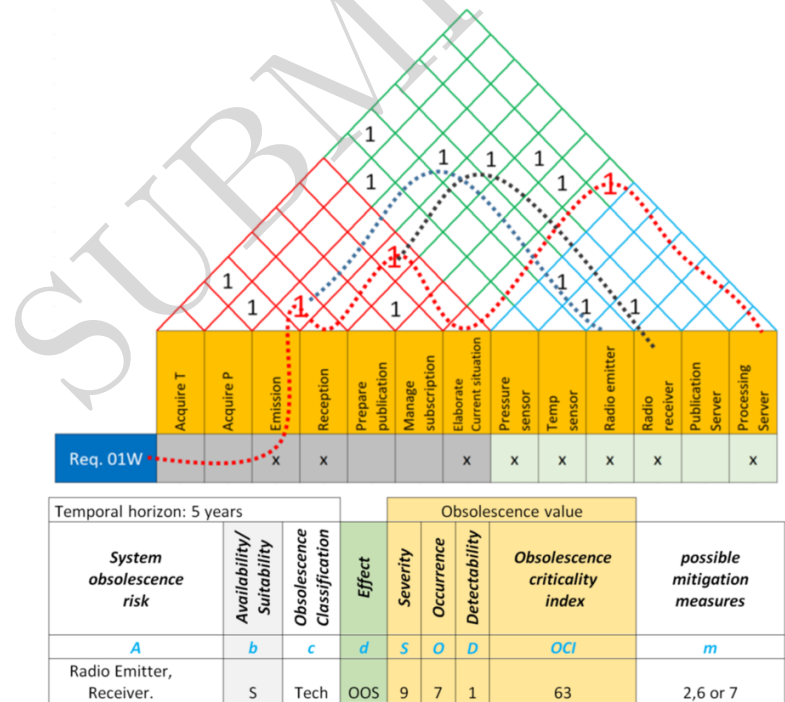 SUBMI
1
1 1 1
1 1 1
1
1 1
1 1 1 1 1
Acquire T
Acquire P
Emission
Reception
Prepare
publication
Manage
subscription
Elaborate
Current situation
Pressure
sensor
Temp
sensor
Radio emitter
Radio
receiver
Publication
Server
Processing
Server
Req. 01W x x x x x x x x
Temporal horizon: 5 years Obsolescence value
System
obsolescence
risk
Availability/
Suitability
Obsolescence
Classification
Effect
Severity
Occurrence
Detectability
Obsolescence
criticality
index
possible
mitigation
measures
A b c d S O D OCI m
Radio Emitter,
Receiver. S Tech OOS 9 7 1 63 2,6 or 7